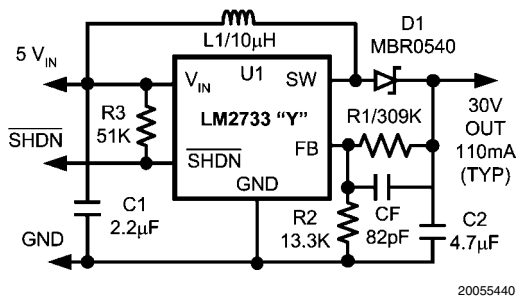 L1/10µH
D1
MBR0540
5 VIN
VIN
U1
SW
R3
51K
LM2733 “Y”
R1/309K
30V
OUT
110mA
(TYP)
SHDN
SHDN
FB
GND
C1
2.2µF
R2
13.3K
CF
82pF
C2
4.7µF
GND
20055440